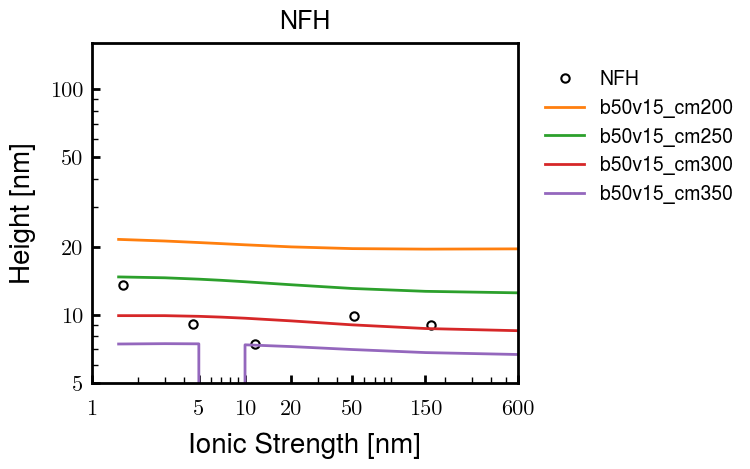 NFH
Height [nm]
100
50
20
10
5
1
5
10
20
50
150
600
Ionic Strength [nm]
NFH
b50v15_cm200
b50v15_cm250
b50v15_cm300
b50v15_cm350